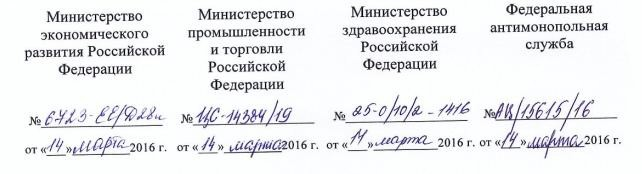 Министерство
экономического
развития Российской
Федерации
№ 6723-ЕЕ/Д28и
от «14» марта 2016 г.
Министерство
промышленности
и торговли
Российской
Федерации
№ ЦС-14384/19
от «14» марта 2016 г.
Министерство
здравоохранения
Российской
Федерации
№ 25-0/10/2-1416
от «14» марта 2016 г.
Федеральная
антимонопольная
служба
№ АЦ/15615/16
от «14» марта 2016 г.